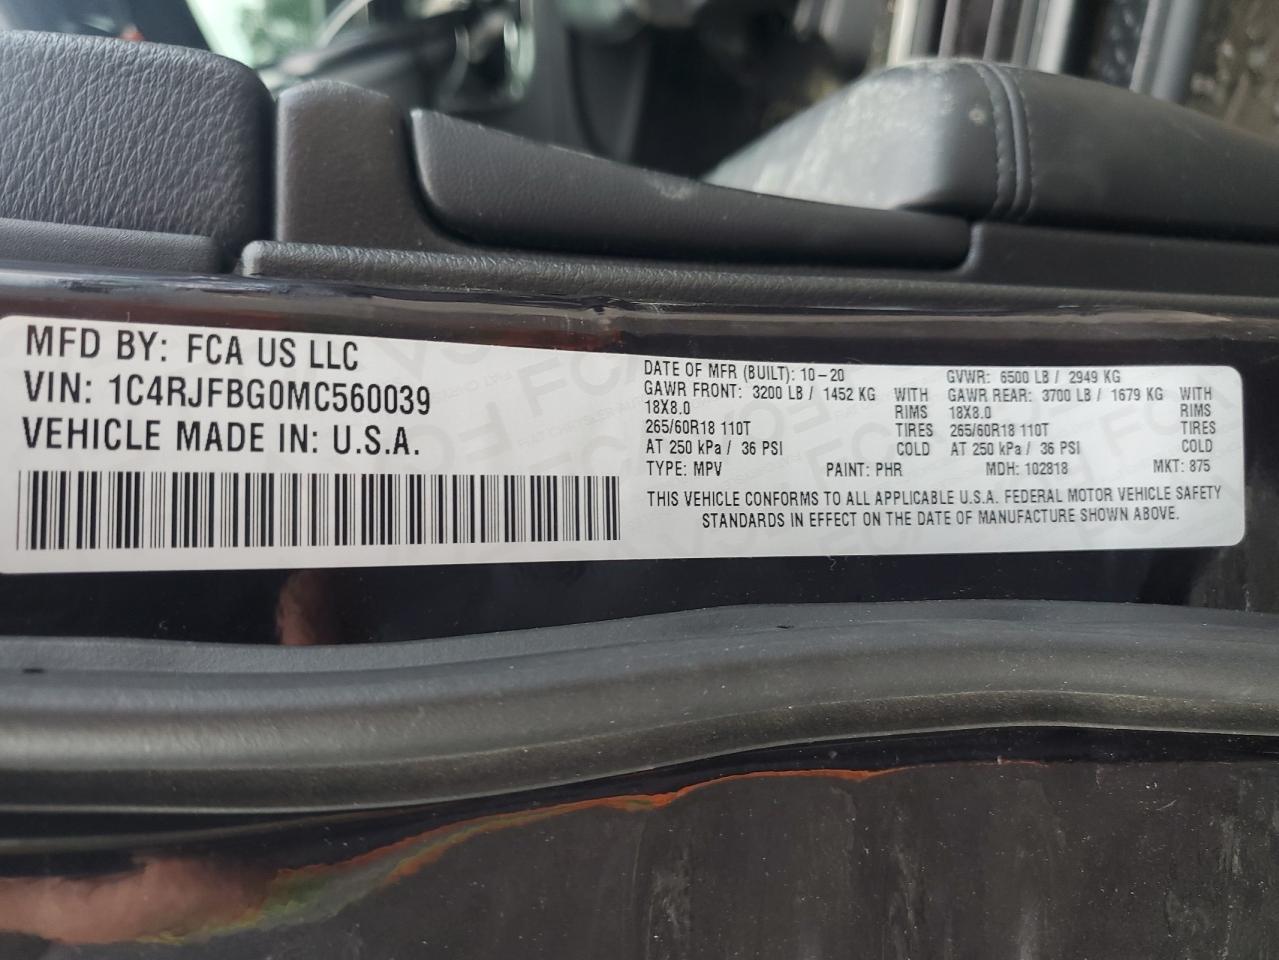 MFD BY: FCA US LLC
VIN: 1C4RJFBG0MC560039
VEHICLE MADE IN: U.S.A.
DATE OF MFR (BUILT): 10-20 GVWR: 6500 LB / 2949 KG
GAWR FRONT: 3200 LB / 1452 KG WITH GAWR REAR: 3700 LB / 1679 KG WITH
18X8.0 RIMS 18X8.0 RIMS
265/60R18 110T TIRES 265/60R18 110T TIRES
AT 250 kPa / 36 PSI COLD AT 250 kPa / 36 PSI COLD
TYPE: MPV PAINT: PHR MDH: 102818 MKT: 875
THIS VEHICLE CONFORMS TO ALL APPLICABLE U.S.A. FEDERAL MOTOR VEHICLE SAFETY
STANDARDS IN EFFECT ON THE DATE OF MANUFACTURE SHOWN ABOVE.